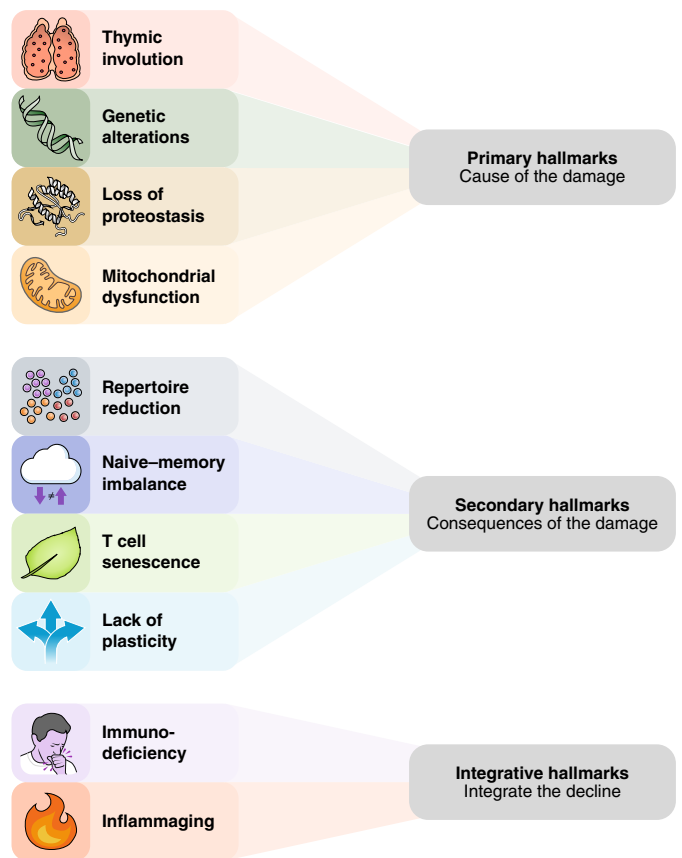 Thymic
involution
Genetic
alterations
Loss of
proteostasis
Mitochondrial
dysfunction
Primary hallmarks
Cause of the damage
Repertoire
reduction
Naive–memory
imbalance
≠
T cell
senescence
Lack of
plasticity
Secondary hallmarks
Consequences of the damage
Immuno-
deficiency
Inflammaging
Integrative hallmarks
Integrate the decline